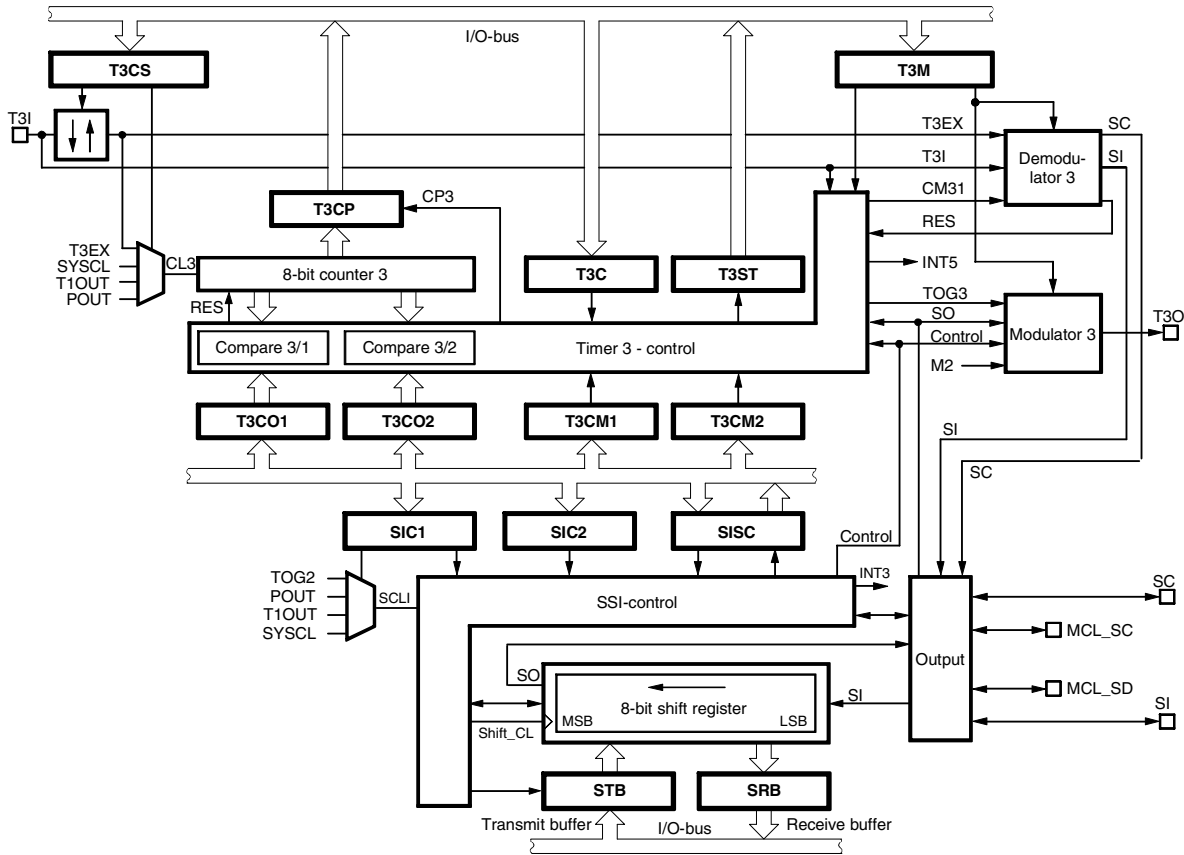 I/O-bus
T3CS
T3M
T3I
T3EX
SC
T3I
SI
Demodu-
lator 3
CM31
T3CP
CP3
RES
T3EX
SYSCL
T1OUT
POUT
CL3
8-bit counter 3
T3C
T3ST
INT5
RES
TOG3
SO
Control
M2
Modulator 3
T3O
Compare 3/1
Compare 3/2
Timer 3 - control
T3CO1
T3CO2
T3CM1
T3CM2
SI
SC
SIC1
SIC2
SISC
Control
TOG2
POUT
T1OUT
SYSCL
SCLI
SSI-control
INT3
SC
MCL_SC
Output
SO
8-bit shift register
MSB
LSB
SI
MCL_SD
SI
Shift_CL
STB
SRB
Transmit buffer
I/O-bus
Receive buffer